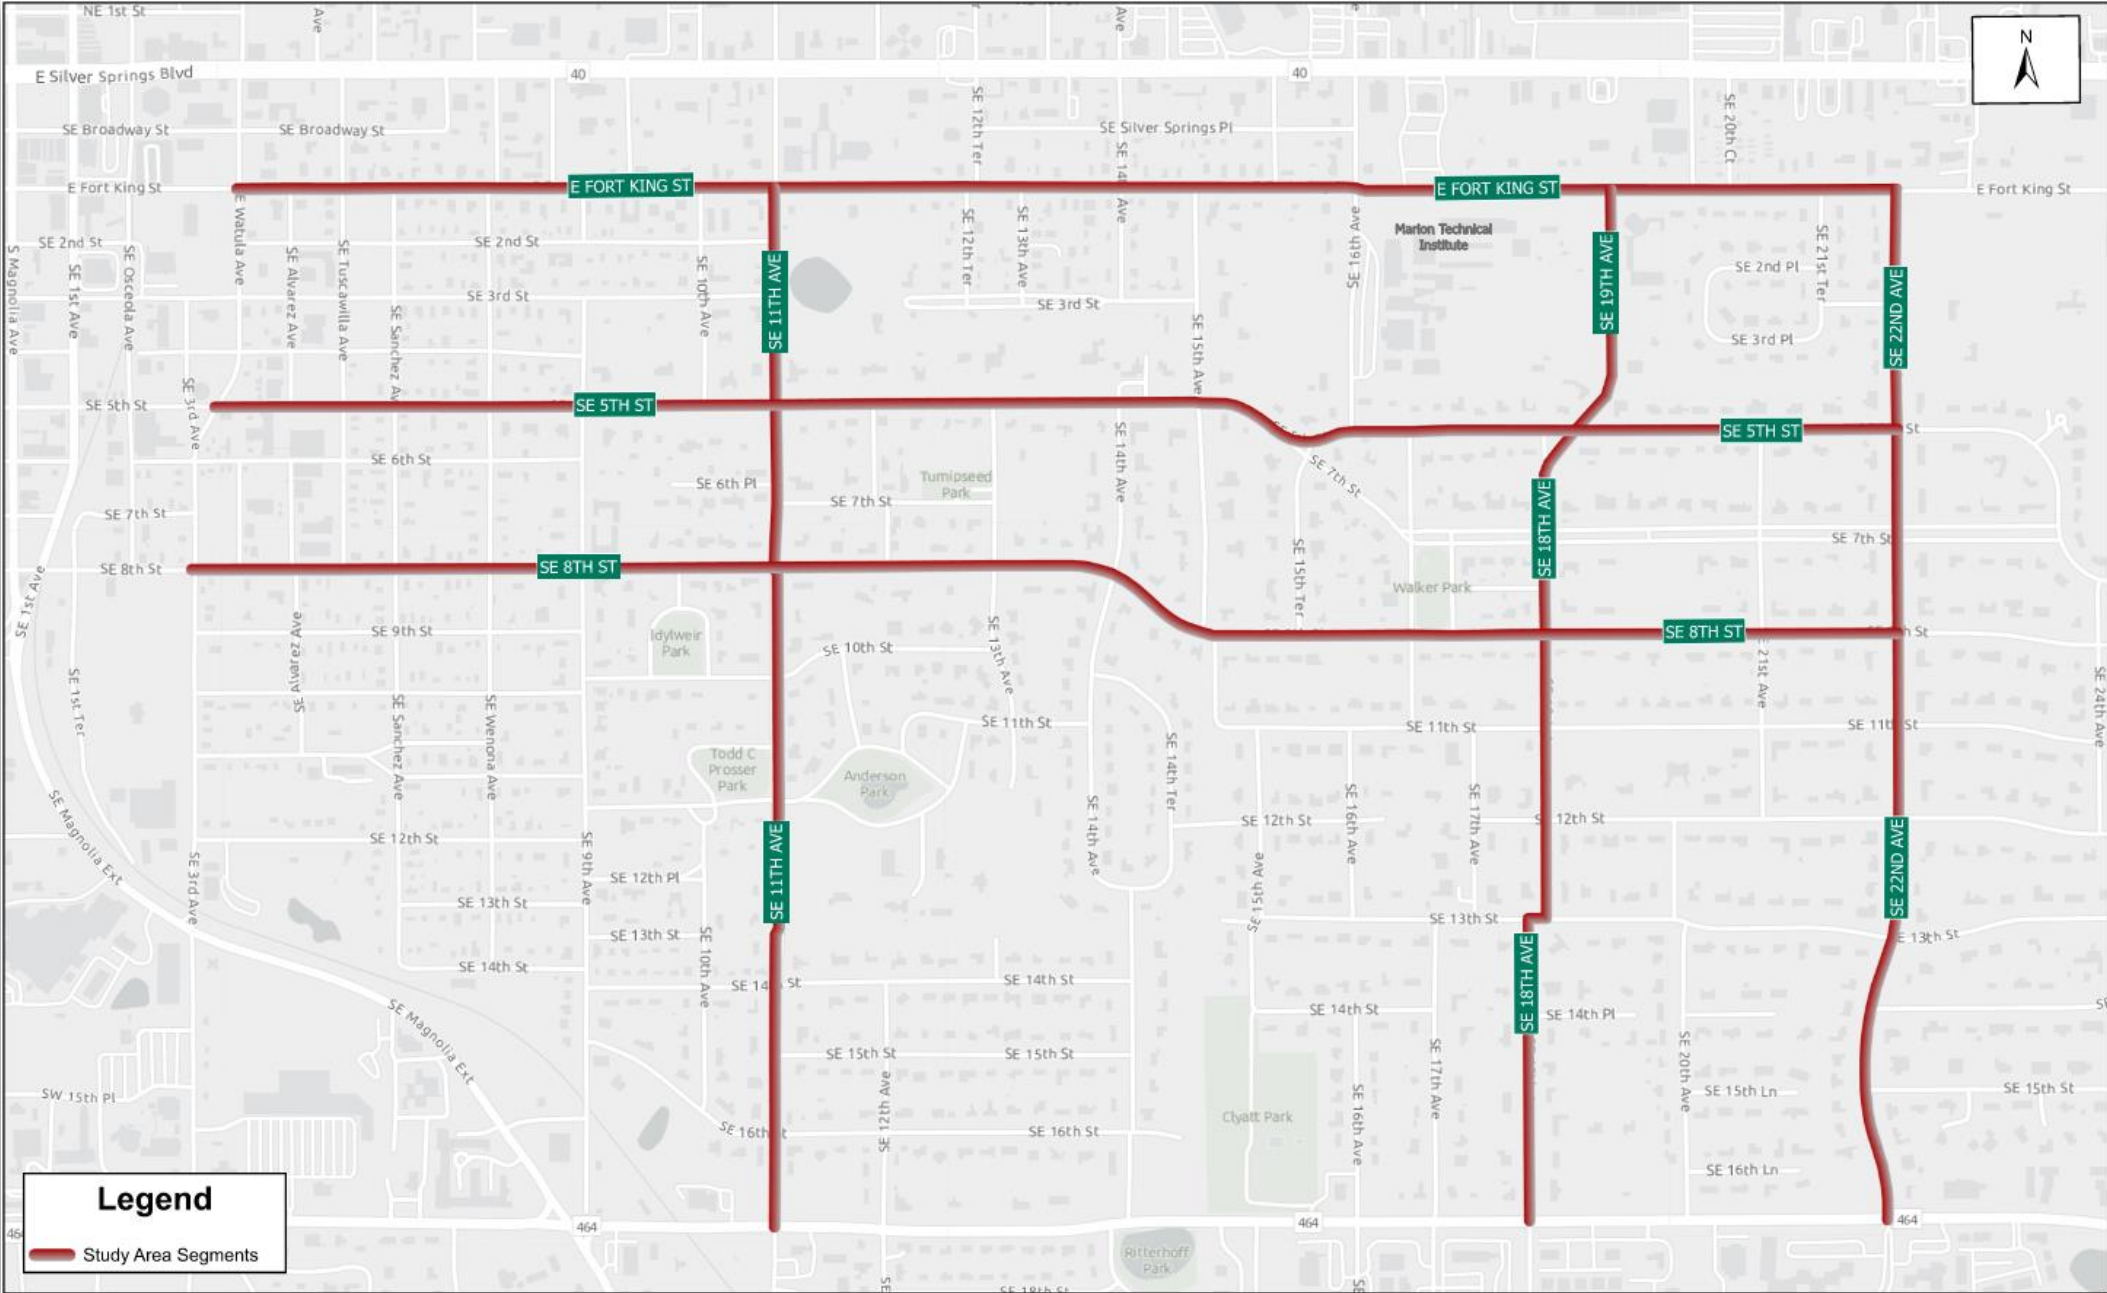 NE 1st St
Ave
Ave
N
E Silver Springs Blvd
40
40
SE Broadway St
SE Broadway St
SE 12th Ter
SE Silver Springs Pl
SE 20th Ct
E Fort King St
E FORT KING ST
SE 14th Ave
E FORT KING ST
E Fort King St
S Magnolia Ave
SE 2nd St
SE 1st Ave
SE Osceola Ave
E Watula Ave
SE Alvarez Ave
SE Tuscawilla Ave
SE 2nd St
SE 10th Ave
SE 11TH AVE
SE 12th Ter
SE 13th Ave
SE 16th Ave
Marion Technical
Institute
SE 19TH AVE
SE 2nd Pl
SE 21st Ter
SE 22ND AVE
SE 3rd St
SE 3rd St
SE Sanchez Av
SE 15th Ave
SE 3rd Pl
SE 3rd Ave
SE 5th St
SE 5TH ST
SE 5TH ST
St
SE 6th St
SE 6th Pl
SE 7th St
Turnipseed
Park
SE 14th Ave
SE 7th St
SE 7th St
SE 18TH AVE
SE 7th St
SE 8th St
SE 8TH ST
SE 15th Ter
Walker Park
SE 1st Ave
SE Alvarez Ave
SE 9th St
Idylweir
Park
SE 10th St
SE 13th Ave
SE 8TH ST
h St
SE 1st Ter
SE Sanchez Ave
SE Wenona Ave
SE 11th St
SE 14th Ter
SE 11th St
21st Ave
SE 11th St
SE 24th Ave
Todd C
Prosser
Park
Anderson
Park
SE Magnolia Ext
SE 12th St
SE 3rd Ave
SE 9th Ave
SE 12th Pl
SE 11TH AVE
SE 14th Ave
SE 12th St
SE 15th Ave
SE 16th Ave
SE 17th Ave
S 12th St
SE 22ND AVE
SE 13th St
SE 13th St
SE 10th Ave
SE 13th St
E 13th St
SE 14th St
SE 14 St
SE 14th St
SE 18TH AVE
SE 14th St
SE 14th Pl
SE Magnolia Ext
SE 15th St
SE 15th St
SE 12th Ave
SE 17th Ave
SE 20th Ave
SW 15th Pl
SE 15th Ln
SE 15th St
SE 16th t
SE 16th St
Clyatt Park
SE 16th Ave
SE 16th Ln
Legend
Study Area Segments
464
464
464
Ritterhoff
Park
SE
SE 18th St